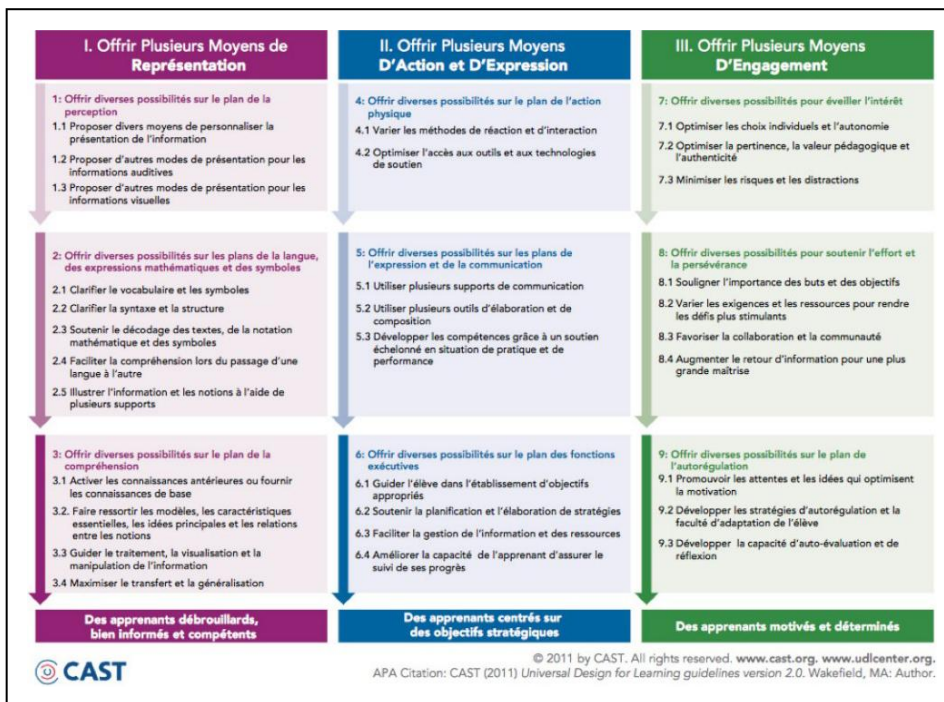 I. Offrir Plusieurs Moyens de
Représentation
1: Offrir diverses possibilités sur le plan de la
perception
1.1 Proposer divers moyens de personnaliser la
présentation de l'information
1.2 Proposer d'autres modes de présentation pour les
informations auditives
1.3 Proposer d'autres modes de présentation pour les
informations visuelles
2: Offrir diverses possibilités sur les plans de la langue,
des expressions mathématiques et des symboles
2.1 Clarifier le vocabulaire et les symboles
2.2 Clarifier la syntaxe et la structure
2.3 Soutenir le décodage des textes, de la notation
mathématique et des symboles
2.4 Faciliter la compréhension lors du passage d'une
langue à l'autre
2.5 Illustrer l'information et les notions à l'aide de
plusieurs supports
3: Offrir diverses possibilités sur le plan de la
compréhension
3.1 Activer les connaissances antérieures ou fournir
les connaissances de base
3.2. Faire ressortir les modèles, les caractéristiques
essentielles, les idées principales et les relations
entre les notions
3.3 Guider le traitement, la visualisation et la
manipulation de l'information
3.4 Maximiser le transfert et la généralisation
Des apprenants débrouillards,
bien informés et compétents
II. Offrir Plusieurs Moyens
D'Action et D'Expression
4: Offrir diverses possibilités sur le plan de l'action
physique
4.1 Varier les méthodes de réaction et d'interaction
4.2 Optimiser l'accès aux outils et aux technologies
de soutien
5: Offrir diverses possibilités sur les plans de
l'expression et de la communication
5.1 Utiliser plusieurs supports de communication
5.2 Utiliser plusieurs outils d'élaboration et de
composition
5.3 Développer les compétences grâce à un soutien
échelonné en situation de pratique et de
performance
6: Offrir diverses possibilités sur le plan des fonctions
exécutives
6.1 Guider l'élève dans l'établissement d'objectifs
appropriés
6.2 Soutenir la planification et l'élaboration de stratégies
6.3 Faciliter la gestion de l'information et des ressources
6.4 Améliorer la capacité de l'apprenant d'assurer le
suivi de ses progrès
Des apprenants centrés sur
des objectifs stratégiques
III. Offrir Plusieurs Moyens
D'Engagement
7: Offrir diverses possibilités pour éveiller l'intérêt
7.1 Optimiser les choix individuels et l'autonomie
7.2 Optimiser la pertinence, la valeur pédagogique et
l'authenticité
7.3 Minimiser les risques et les distractions
8: Offrir diverses possibilités pour soutenir l'effort et
la persévérance
8.1 Souligner l'importance des buts et des objectifs
8.2 Varier les exigences et les ressources pour rendre
les défis plus stimulants
8.3 Favoriser la collaboration et la communauté
8.4 Augmenter le retour d'information pour une plus
grande maîtrise
9: Offrir diverses possibilités sur le plan de
l'autorégulation
9.1 Promouvoir les attentes et les idées qui optimisent
la motivation
9.2 Développer les stratégies d'autorégulation et la
faculté d'adaptation de l'élève
9.3 Développer la capacité d'auto-évaluation et de
réflexion
Des apprenants motivés et déterminés
CAST
© 2011 by CAST. All rights reserved. www.cast.org. www.udlcenter.org.
APA Citation: CAST (2011) Universal Design for Learning guidelines version 2.0. Wakefield, MA: Author.